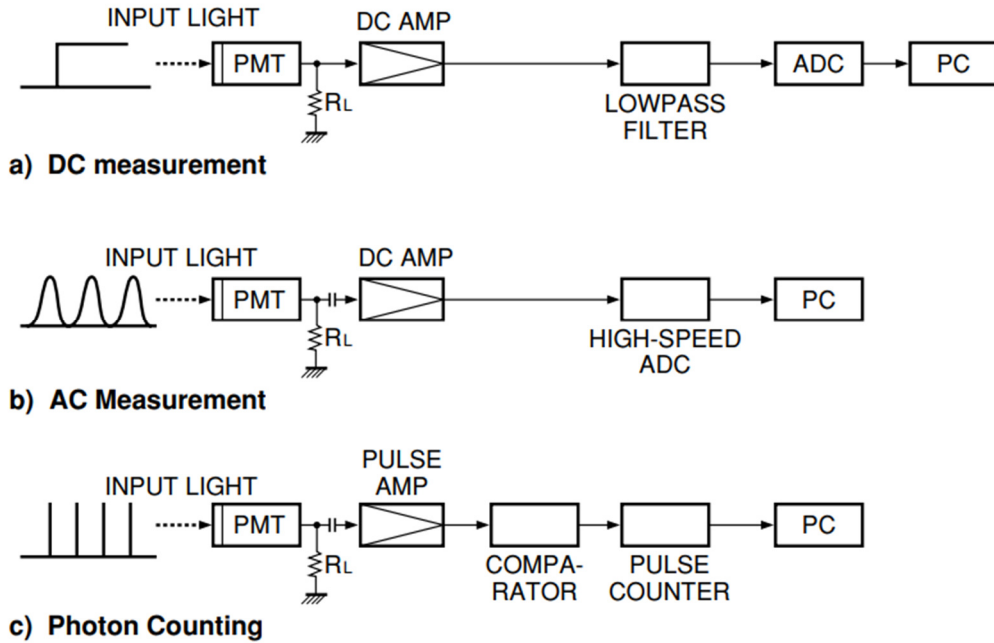 INPUT LIGHT
DC AMP
PMT
RL
LOWPASS
FILTER
ADC
PC
a) DC measurement
INPUT LIGHT
DC AMP
PMT
RL
HIGH-SPEED
ADC
PC
b) AC Measurement
INPUT LIGHT
PULSE
AMP
PMT
RL
COMPA-
RATOR
PULSE
COUNTER
PC
c) Photon Counting